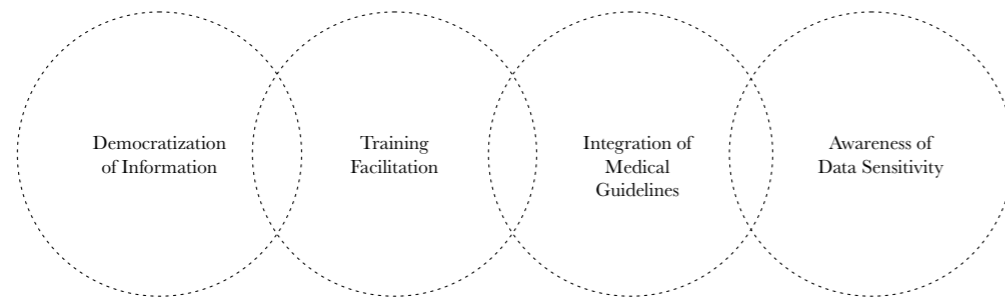 Democratization
of Information
Training
Facilitation
Integration of
Medical
Guidelines
Awareness of
Data Sensitivity